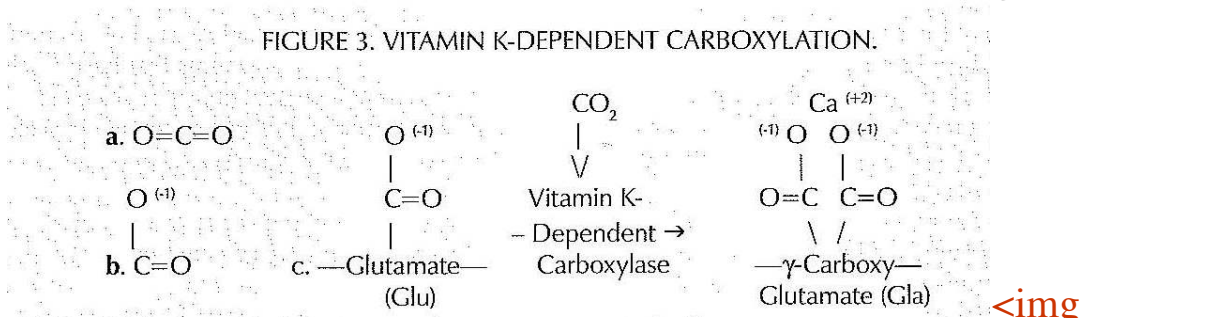 FIGURE 3. VITAMIN K-DEPENDENT CARBOXYLATION.
CO2 Ca (+2)
a. O=C=O O (-1) | (-1) O O (-1)
| V | |
O (-1) C=O Vitamin K- O=C C=O
| | – Dependent → \ /
b. C=O c. —Glutamate— Carboxylase —γ-Carboxy—
(Glu) Glutamate (Gla)
<img